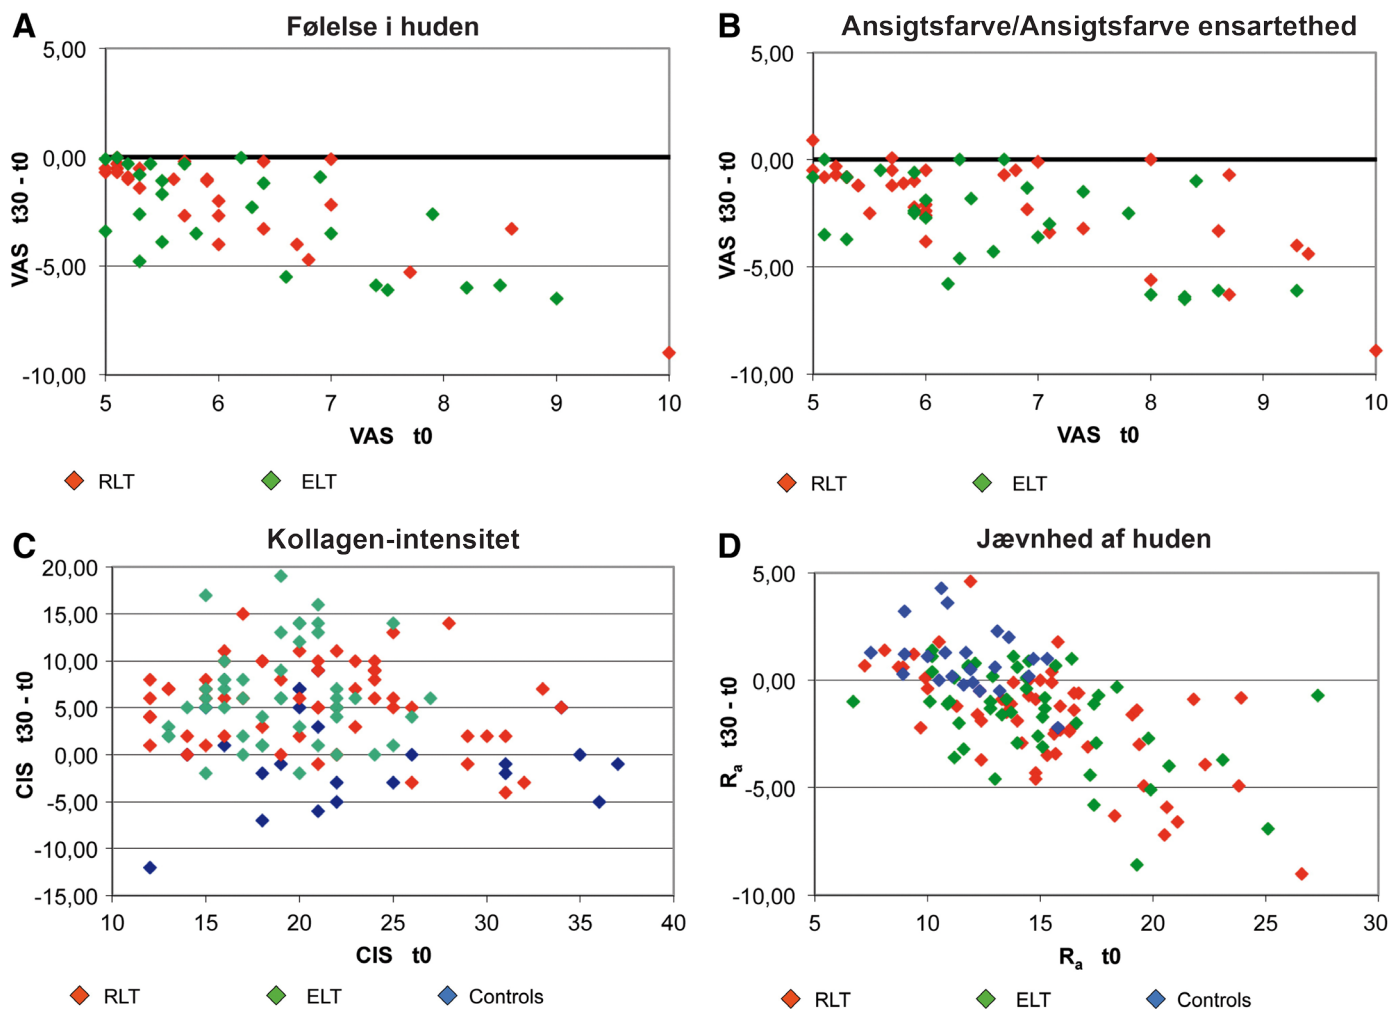 A Følelse i huden
5,00
0,00
-5,00
-10,00
VAS t30 - t0
5 6 7 8 9 10
VAS t0
RLT ELT
B Ansigtsfarve/Ansigtsfarve ensartethed
5,00
0,00
-5,00
-10,00
VAS t30 - t0
5 6 7 8 9 10
VAS t0
RLT ELT
C Kollagen-intensitet
20,00
15,00
10,00
5,00
0,00
-5,00
-10,00
-15,00
CIS t30 - t0
10 15 20 25 30 35 40
CIS t0
RLT ELT Controls
D Jævnhed af huden
5,00
0,00
-5,00
-10,00
Ra t30 - t0
5 10 15 20 25 30
Ra t0
RLT ELT Controls